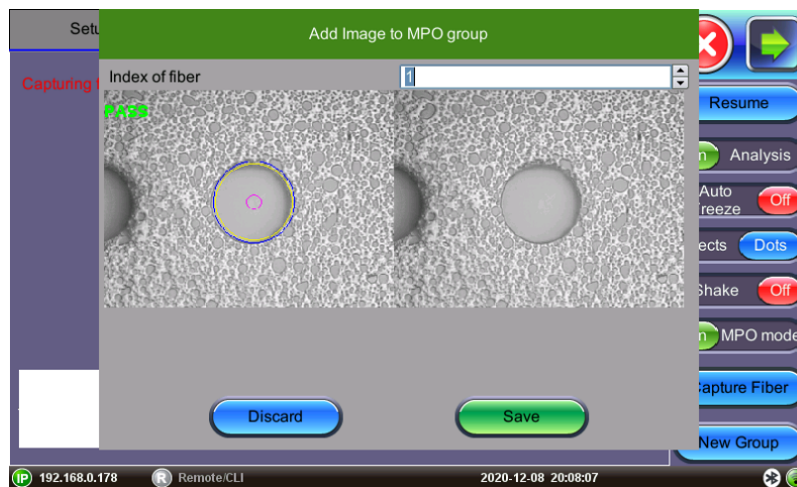 Setu
Add Image to MPO group
Index of fiber
1
Capturing f
PASS
Resume
n Analysis
Auto
reeze Off
ects Dots
Shake Off
n MPO mode
Capture Fiber
Discard
Save
New Group
IP 192.168.0.178 R Remote/CLI 2020-12-08 20:08:07